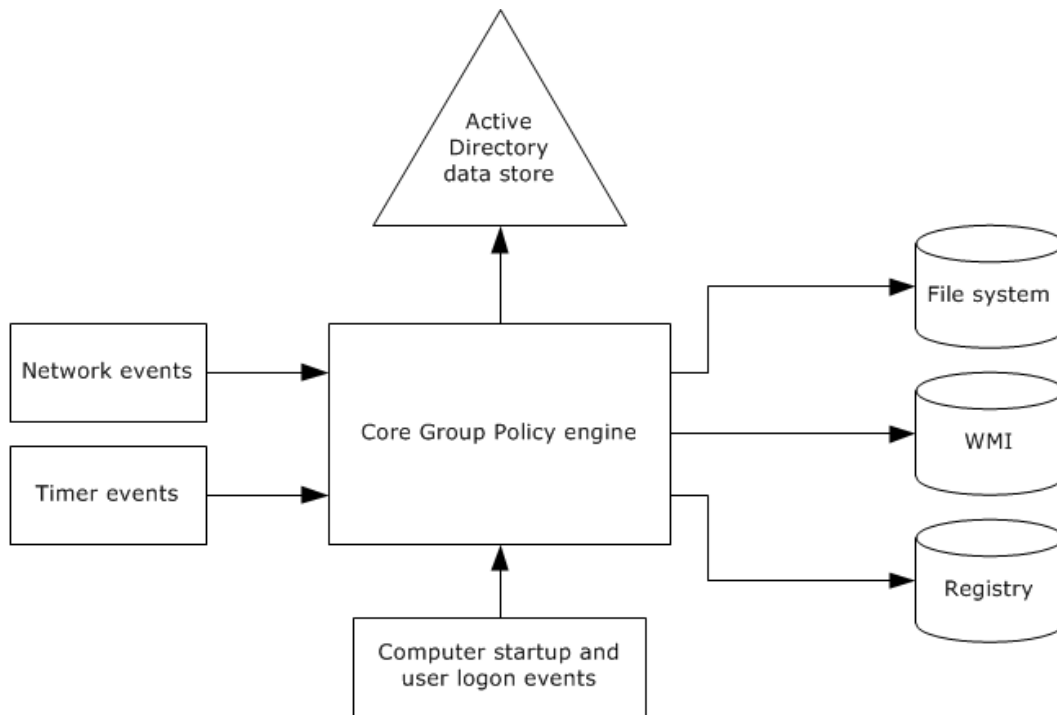 Active
Directory
data store
File system
Network events
Core Group Policy engine
WMI
Timer events
Registry
Computer startup and
user logon events